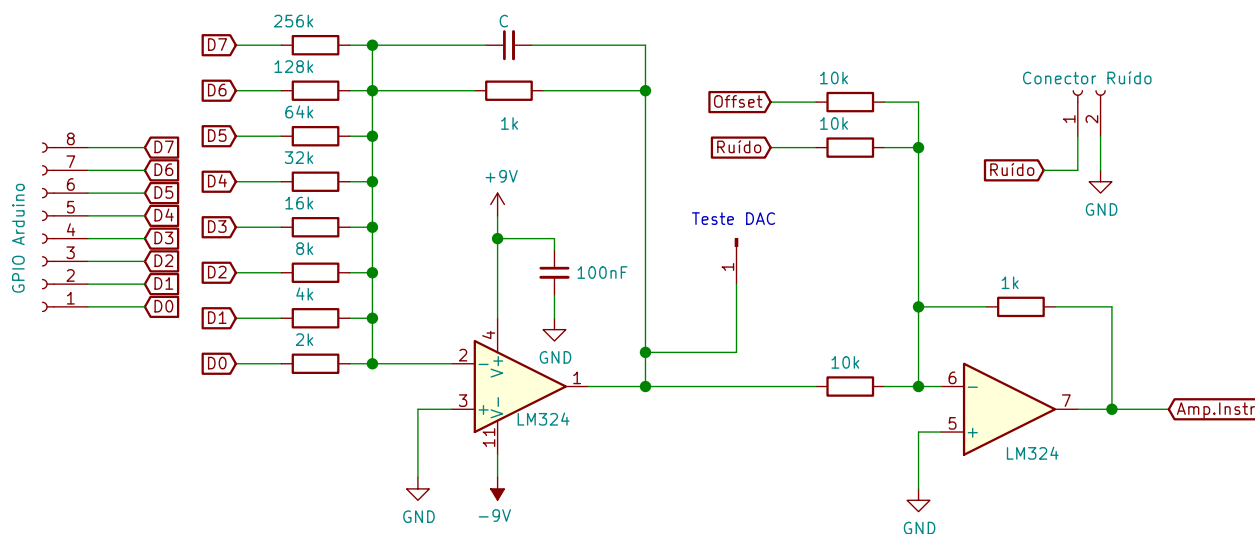 GPIO Arduino
8 D7
7 D6
6 D5
5 D4
4 D3
3 D2
2 D1
1 D0
256k
D7
128k
D6
64k
D5
32k
D4
16k
D3
8k
D2
4k
D1
2k
D0
C
1k
+9V
100nF
GND
4
V+
2 −
1
3 +
V−
11
LM324
GND
-9V
Teste DAC
1
10k
Offset
10k
Ruído
10k
1k
6 −
7
5 +
LM324
GND
Amp.Instr
Conector Ruído
1 2
Ruído
GND